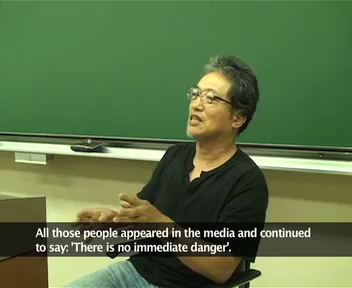 All those people appeared in the media and continued
to say: 'There is no immediate danger'.